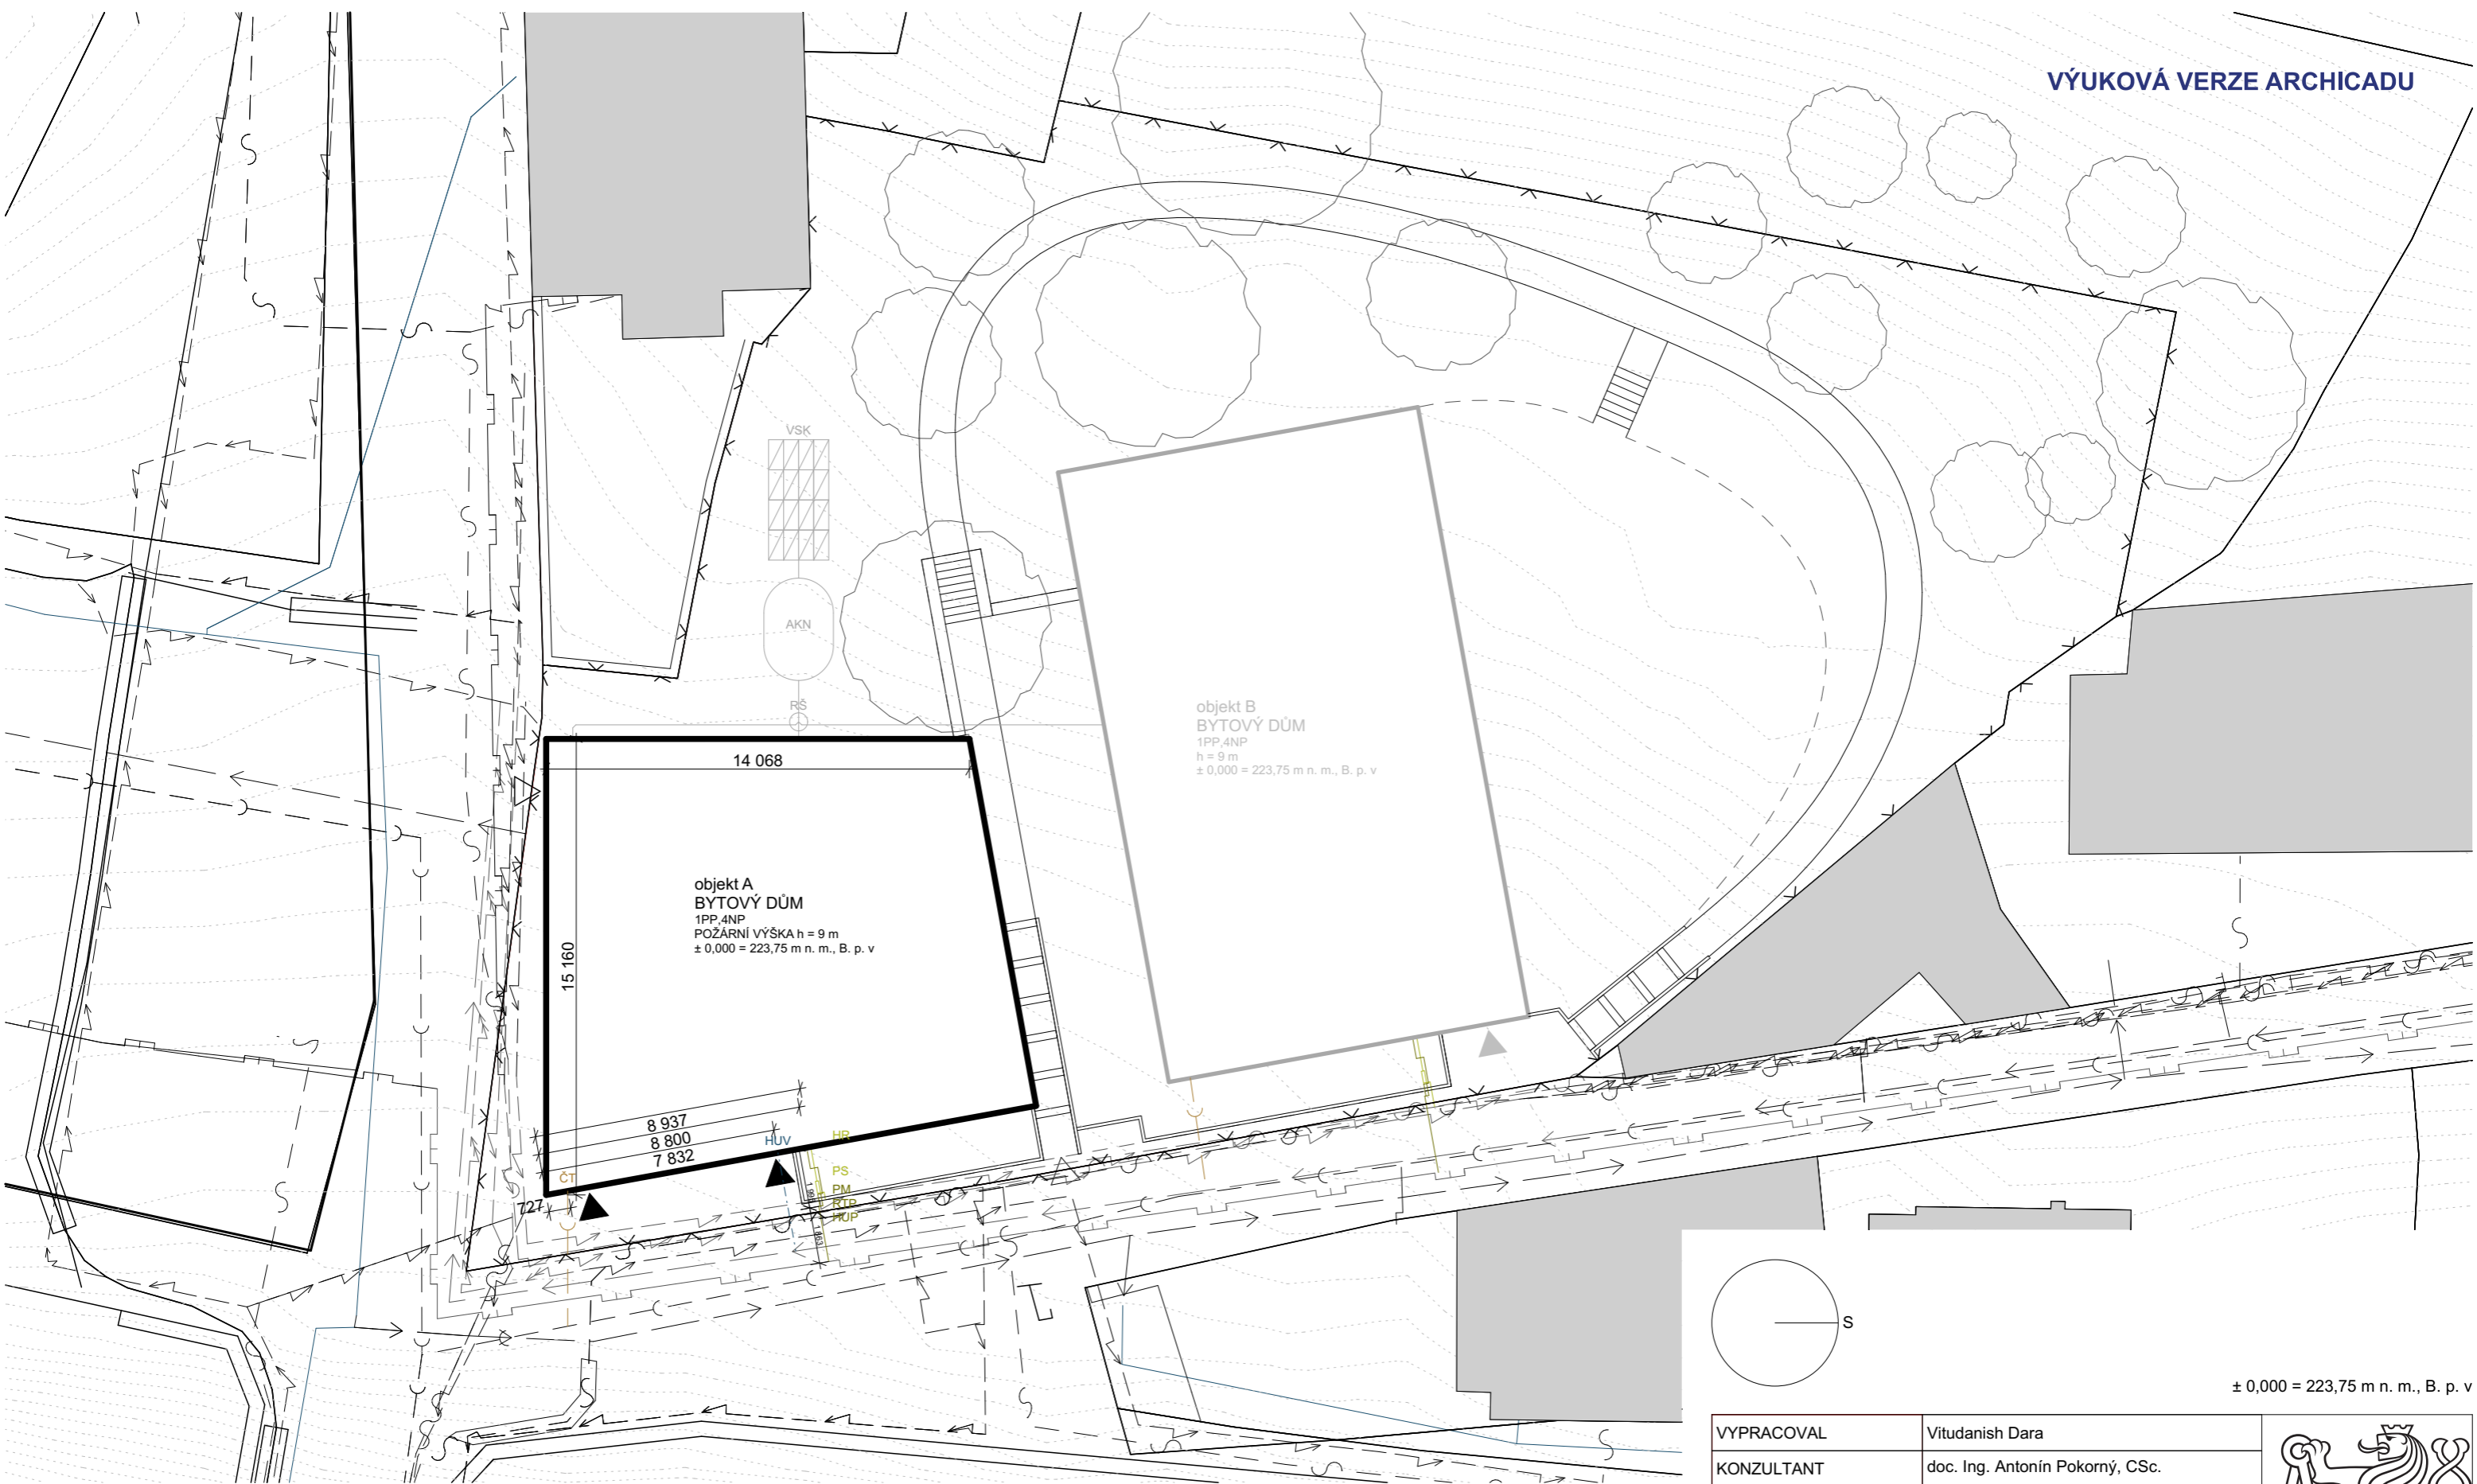 VÝUKOVÁ VERZE ARCHICADU
VSK
AKN
RŠ
14 068
15 160
objekt A
BYTOVÝ DŮM
1PP,4NP
POŽÁRNÍ VÝŠKA h = 9 m
± 0,000 = 223,75 m n. m., B. p. v
objekt B
BYTOVÝ DŮM
1PP,4NP
h = 9 m
± 0,000 = 223,75 m n. m., B. p. v
8 937
8 800
7 832
HUV
HR
PS
PM
RTP
HUP
ČT
727
S
± 0,000 = 223,75 m n. m., B. p. v
VYPRACOVAL
Vitudanish Dara
KONZULTANT
doc. Ing. Antonín Pokorný, CSc.